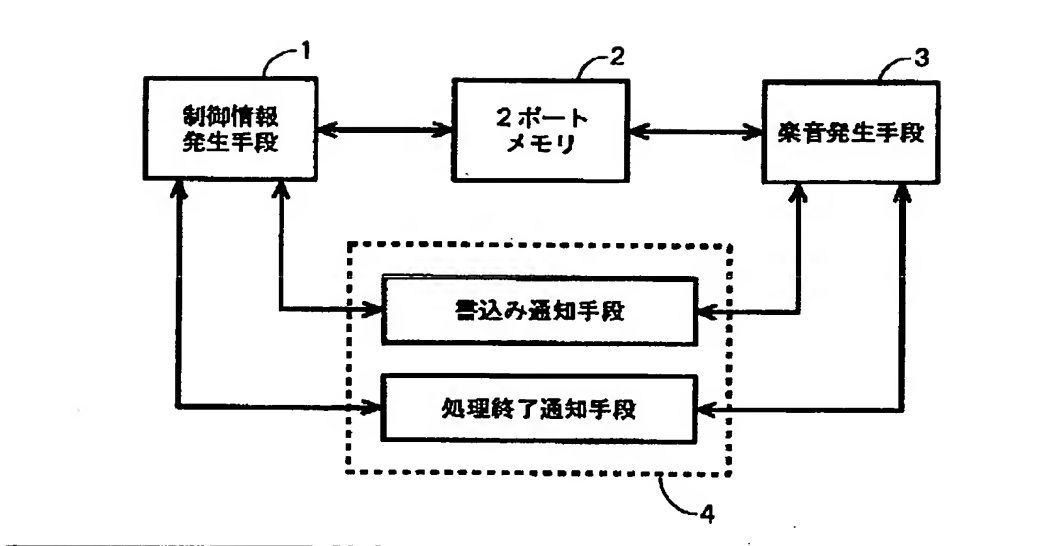 1
2
3
制御情報
発生手段
2ポート
メモリ
楽音発生手段
書込み通知手段
処理終了通知手段
4